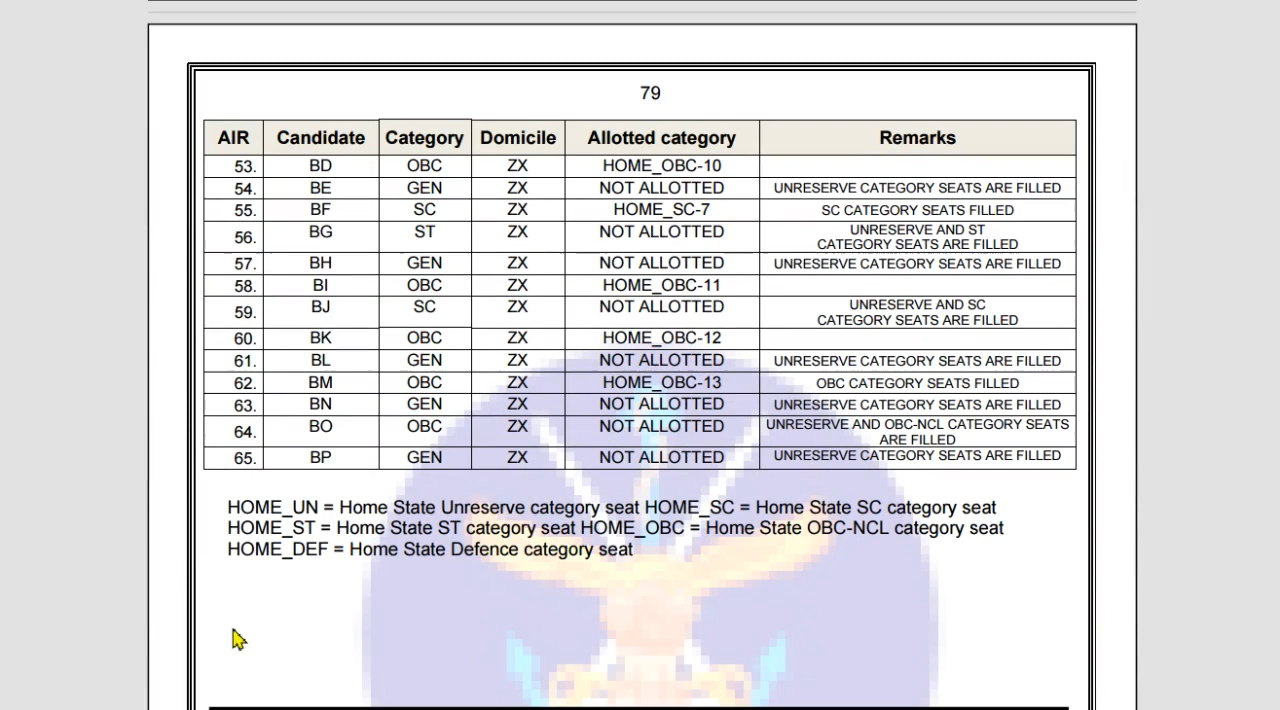 79
AIR Candidate Category Domicile Allotted category Remarks
53. BD OBC ZX HOME_OBC-10
54. BE GEN ZX NOT ALLOTTED UNRESERVE CATEGORY SEATS ARE FILLED
55. BF SC ZX HOME_SC-7 SC CATEGORY SEATS FILLED
56. BG ST ZX NOT ALLOTTED UNRESERVE AND ST
CATEGORY SEATS ARE FILLED
57. BH GEN ZX NOT ALLOTTED UNRESERVE CATEGORY SEATS ARE FILLED
58. BI OBC ZX HOME_OBC-11
59. BJ SC ZX NOT ALLOTTED UNRESERVE AND SC
CATEGORY SEATS ARE FILLED
60. BK OBC ZX HOME_OBC-12
61. BL GEN ZX NOT ALLOTTED UNRESERVE CATEGORY SEATS ARE FILLED
62. BM OBC ZX HOME_OBC-13 OBC CATEGORY SEATS FILLED
63. BN GEN ZX NOT ALLOTTED UNRESERVE CATEGORY SEATS ARE FILLED
64. BO OBC ZX NOT ALLOTTED UNRESERVE AND OBC-NCL CATEGORY SEATS
ARE FILLED
65. BP GEN ZX NOT ALLOTTED UNRESERVE CATEGORY SEATS ARE FILLED
HOME_UN = Home State Unreserve category seat HOME_SC = Home State SC category seat
HOME_ST = Home State ST category seat HOME_OBC = Home State OBC-NCL category seat
HOME_DEF = Home State Defence category seat